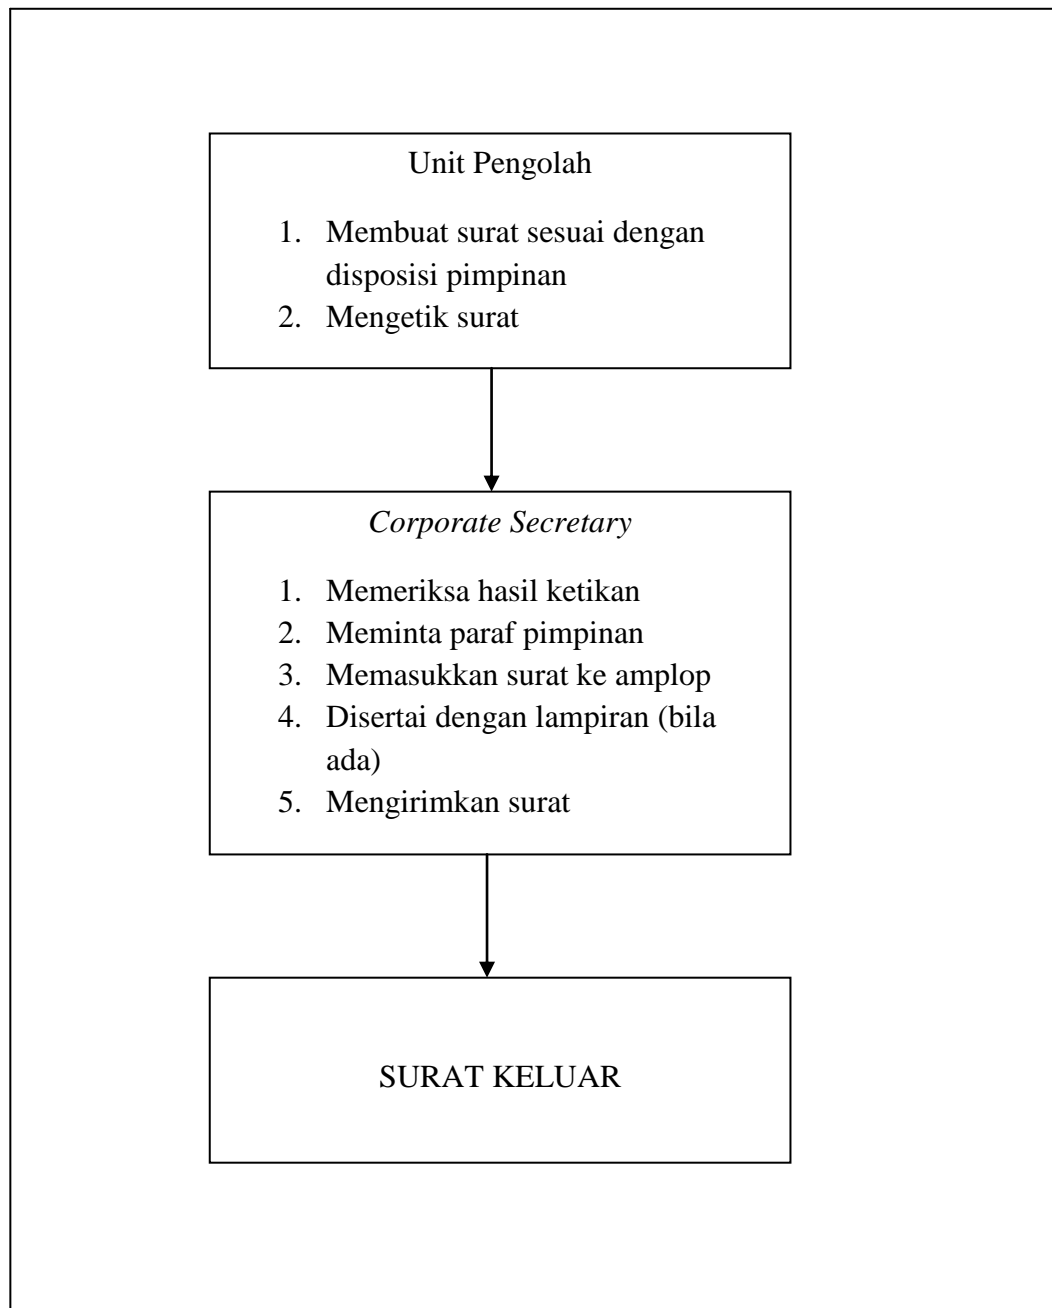 Unit Pengolah
1. Membuat surat sesuai dengan
disposisi pimpinan
2. Mengetik surat
Corporate Secretary
1. Memeriksa hasil ketikan
2. Meminta paraf pimpinan
3. Memasukkan surat ke amplop
4. Disertai dengan lampiran (bila
ada)
5. Mengirimkan surat
SURAT KELUAR